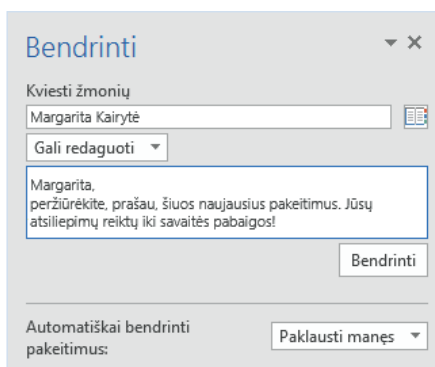 Bendrinti
Kviesti žmonių
Margarita Kairytė
Gali redaguoti
Margarita,
peržiūrėkite, prašau, šiuos naujausius pakeitimus. Jūsų
atsiliepimų reiktų iki savaitės pabaigos!
Bendrinti
Automatiškai bendrinti
pakeitimus:
Paklausti manęs